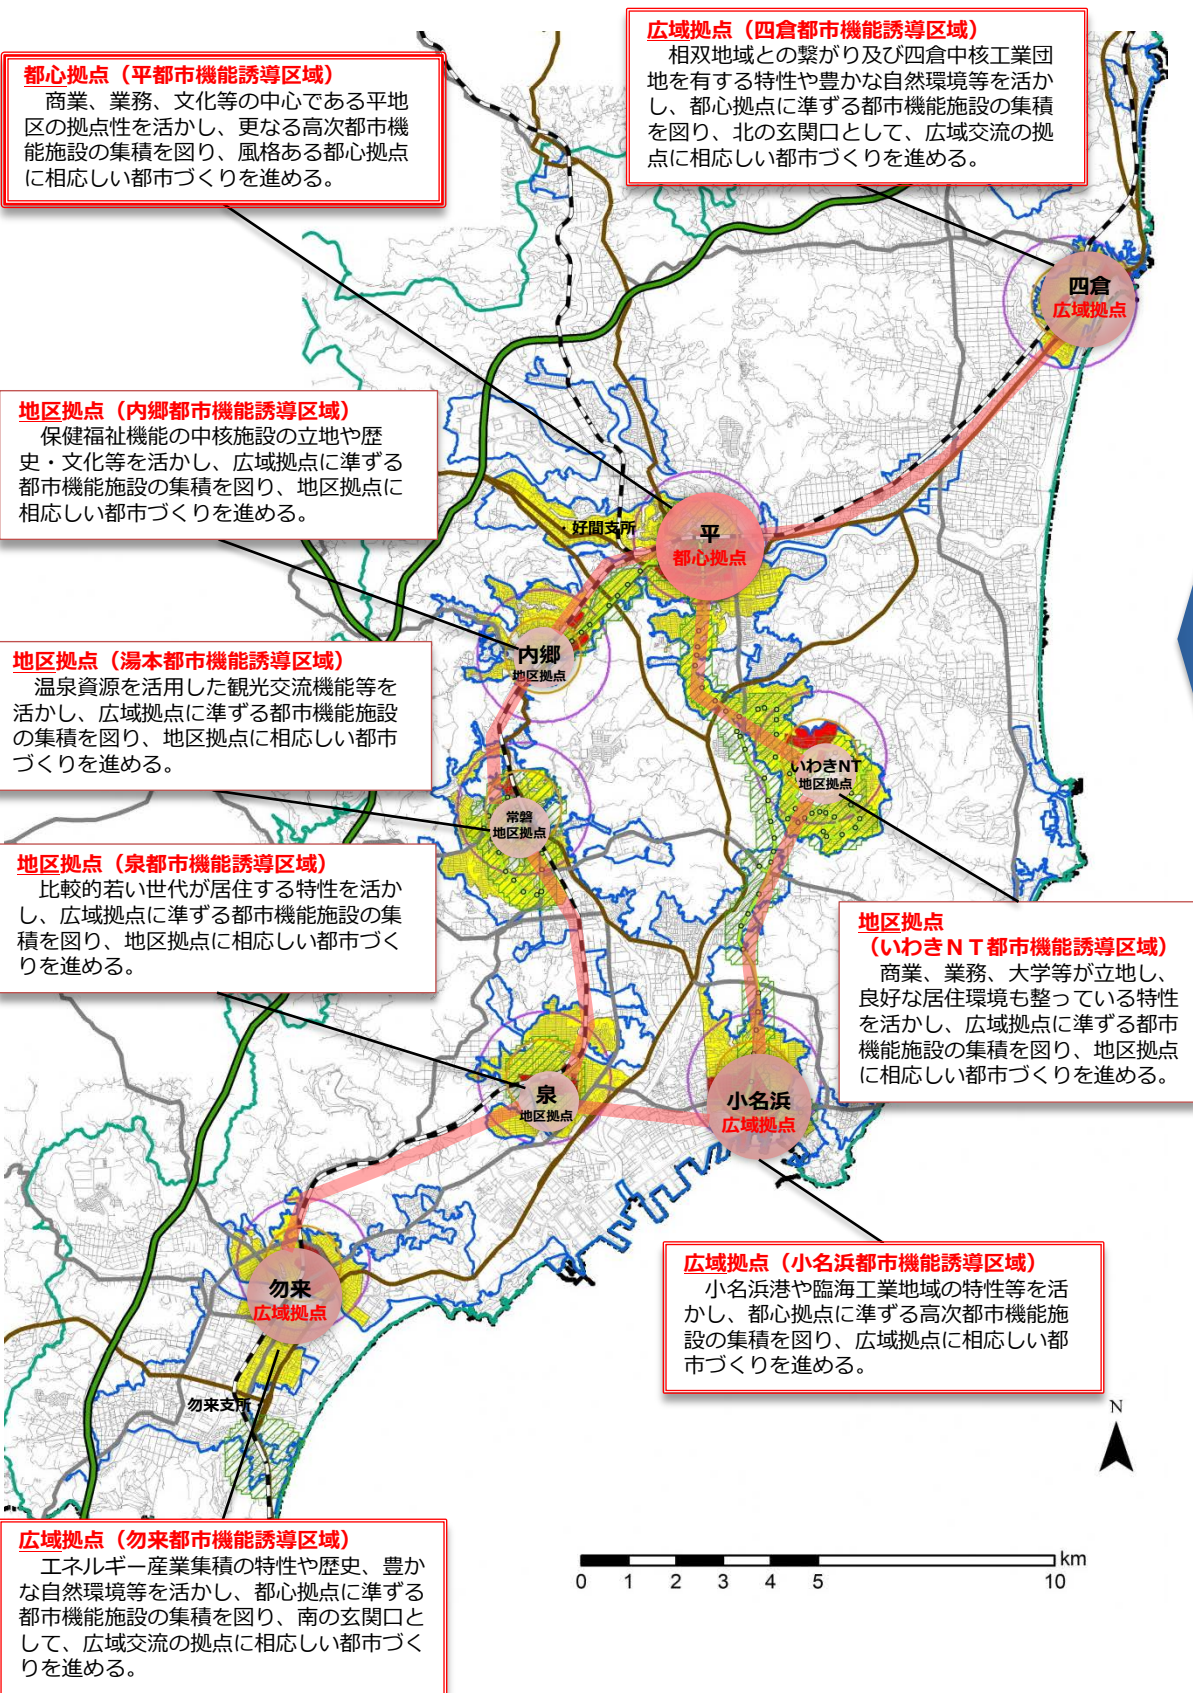 広域拠点（四倉都市機能誘導区域）
相双地域との繋がり及び四倉中核工業団
地を有する特性や豊かな自然環境等を活か
し、都心拠点に準ずる都市機能施設の集積
を図り、北の玄関口として、広域交流の拠
点に相応しい都市づくりを進める。
都心拠点（平都市機能誘導区域）
商業、業務、文化等の中心である平地
区の拠点性を活かし、更なる高次都市機
能施設の集積を図り、風格ある都心拠点
に相応しい都市づくりを進める。
四倉
広域拠点
地区拠点（内郷都市機能誘導区域）
保健福祉機能の中核施設の立地や歴
史・文化等を活かし、広域拠点に準ずる
都市機能施設の集積を図り、地区拠点に
相応しい都市づくりを進める。
好間支所
平
都心拠点
内郷
地区拠点
地区拠点（湯本都市機能誘導区域）
温泉資源を活用した観光交流機能等を
活かし、広域拠点に準ずる都市機能施設
の集積を図り、地区拠点に相応しい都市
づくりを進める。
いわきNT
地区拠点
常磐
地区拠点
地区拠点（泉都市機能誘導区域）
比較的若い世代が居住する特性を活か
し、広域拠点に準ずる都市機能施設の集
積を図り、地区拠点に相応しい都市づく
りを進める。
地区拠点
（いわきＮＴ都市機能誘導区域）
商業、業務、大学等が立地し、
良好な居住環境も整っている特性
を活かし、広域拠点に準ずる都市
機能施設の集積を図り、地区拠点
に相応しい都市づくりを進める。
泉
地区拠点
小名浜
広域拠点
広域拠点（小名浜都市機能誘導区域）
小名浜港や臨海工業地域の特性等を活
かし、都心拠点に準ずる高次都市機能施
設の集積を図り、広域拠点に相応しい都
市づくりを進める。
勿来
広域拠点
勿来支所
N
広域拠点（勿来都市機能誘導区域）
エネルギー産業集積の特性や歴史、豊か
な自然環境等を活かし、都心拠点に準ずる
都市機能施設の集積を図り、南の玄関口と
して、広域交流の拠点に相応しい都市づく
りを進める。
km
0 1 2 3 4 5 10